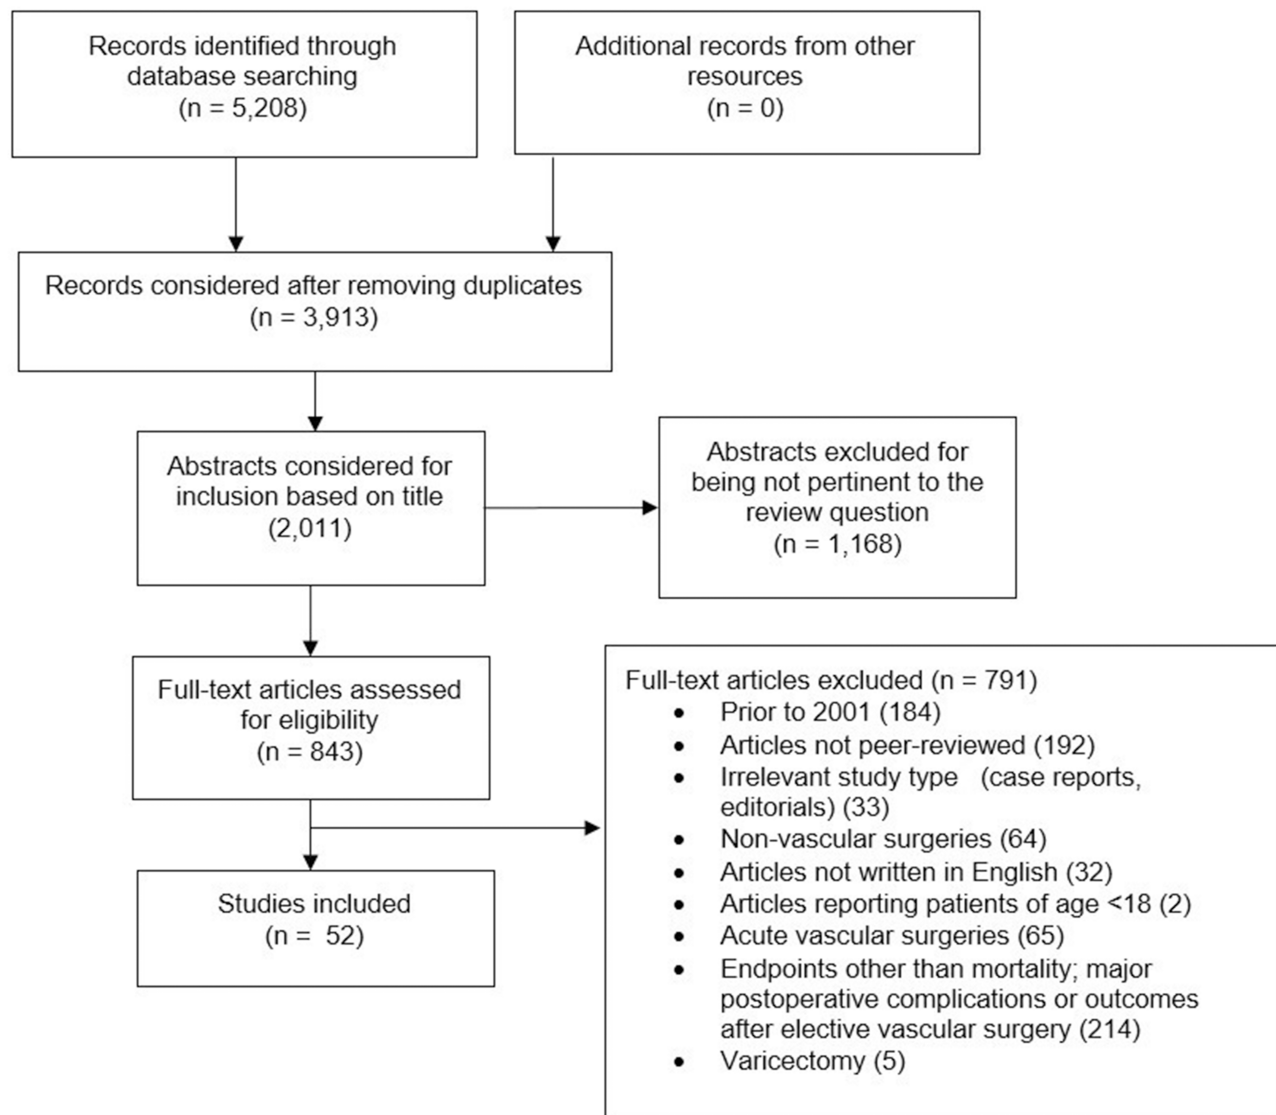 Records identified through
database searching
(n = 5,208)
Additional records from other
resources
(n = 0)
Records considered after removing duplicates
(n = 3,913)
Abstracts considered for
inclusion based on title
(2,011)
Abstracts excluded for
being not pertinent to the
review question
(n = 1,168)
Full-text articles assessed
for eligibility
(n = 843)
Full-text articles excluded (n = 791)
• Prior to 2001 (184)
• Articles not peer-reviewed (192)
• Irrelevant study type (case reports,
editorials) (33)
• Non-vascular surgeries (64)
• Articles not written in English (32)
• Articles reporting patients of age <18 (2)
• Acute vascular surgeries (65)
• Endpoints other than mortality; major
postoperative complications or outcomes
after elective vascular surgery (214)
• Varicectomy (5)
Studies included
(n = 52)